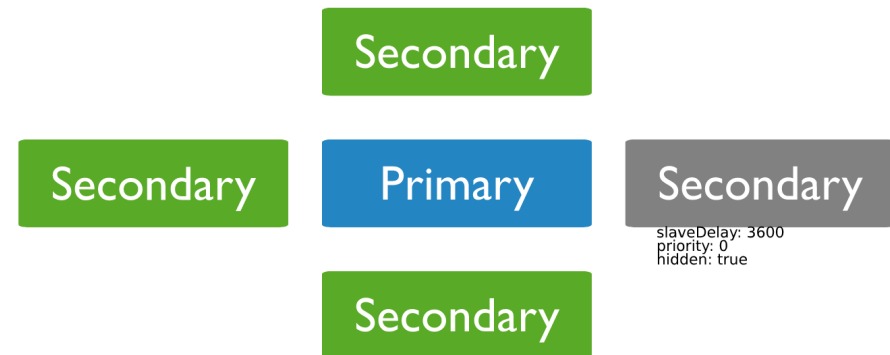 Secondary
Secondary
Primary
Secondary
slaveDelay: 3600
priority: 0
hidden: true
Secondary